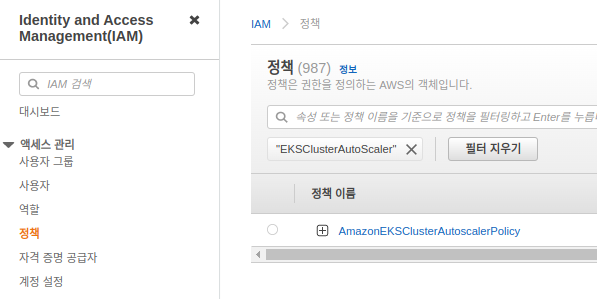 Identity and Access
Management(IAM)
IAM 검색
대시보드
액세스 관리
사용자 그룹
사용자
역할
정책
자격 증명 공급자
계정 설정
IAM > 정책
정책 (987) 정보
정책은 권한을 정의하는 AWS의 객체입니다.
속성 또는 정책 이름을 기준으로 정책을 필터링하고 Enter를 누릅니
"EKSClusterAutoScaler"
필터 지우기
정책 이름
AmazonEKSClusterAutoscalerPolicy